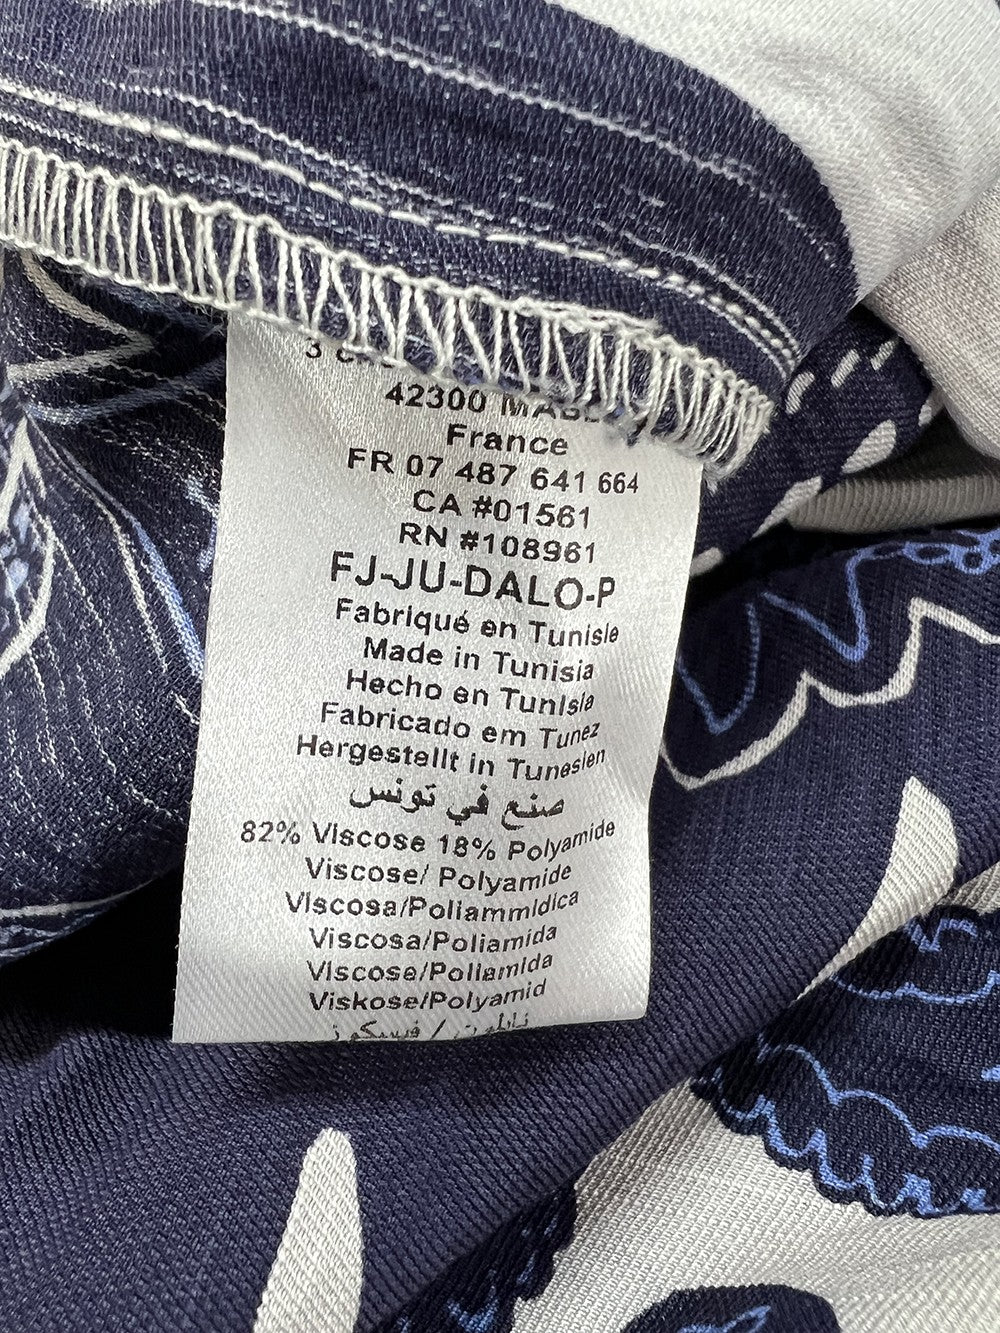 42300
France
FR 07 487 641 664
CA #01561
RN #108961
FJ-JU-DALO-P
Fabriqué en Tunisie
Made in Tunisia
Hecho en Tunisia
Fabricado em Tunez
Hergestellt in Tunesien
صنع في تونس
82% Viscose 18% Polyamide
Viscose/ Polyamide
Viscosa/Poliammidica
Viscosa/Poliamida
Viscose/Poliamida
Viskose/Polyamid
نايلون / فيسكوز